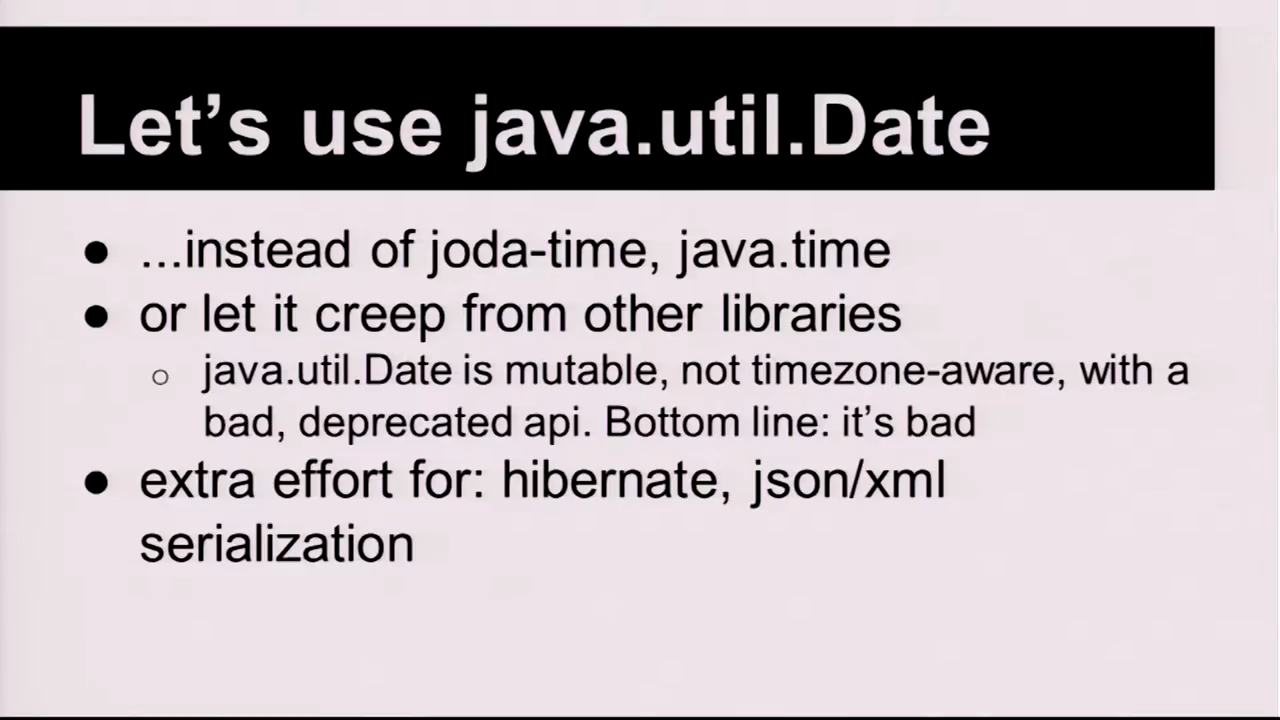 Let’s use java.util.Date
● ...instead of joda-time, java.time
● or let it creep from other libraries
○ java.util.Date is mutable, not timezone-aware, with a
bad, deprecated api. Bottom line: it’s bad
● extra effort for: hibernate, json/xml
serialization